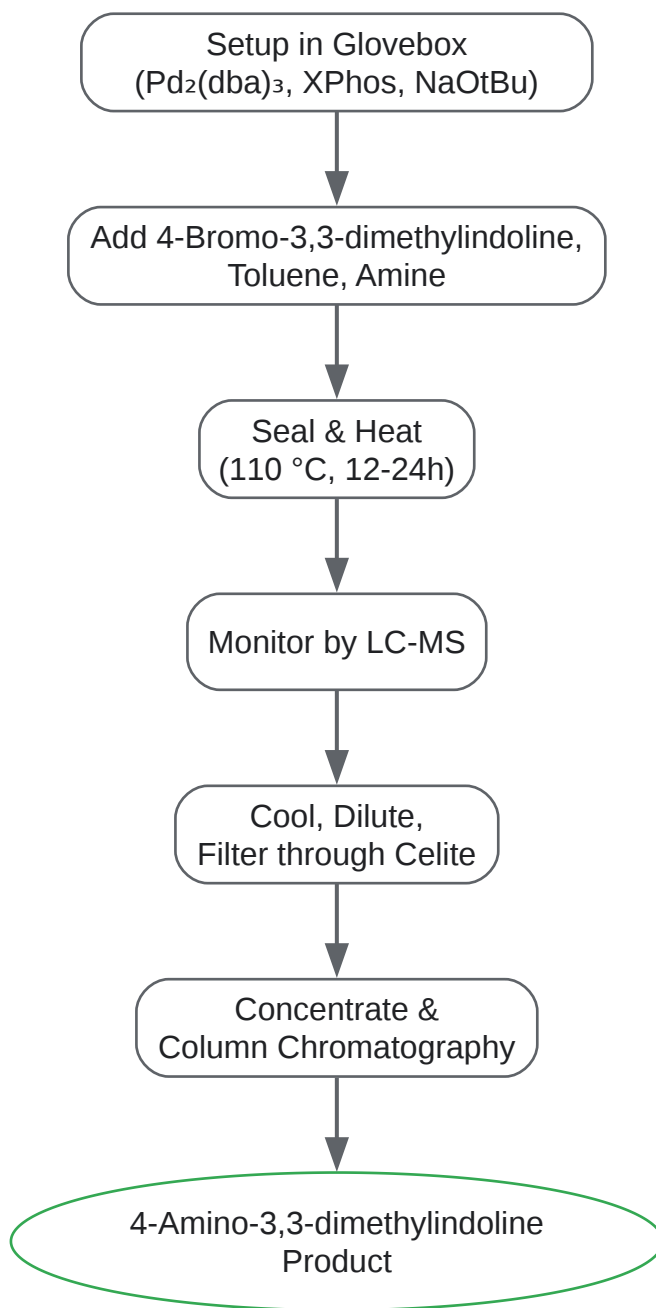 Setup in Glovebox
(Pd₂(dba)₃, XPhos, NaOtBu)
Add 4-Bromo-3,3-dimethylindoline,
Toluene, Amine
Seal & Heat
(110 °C, 12-24h)
Monitor by LC-MS
Cool, Dilute,
Filter through Celite
Concentrate &
Column Chromatography
4-Amino-3,3-dimethylindoline
Product